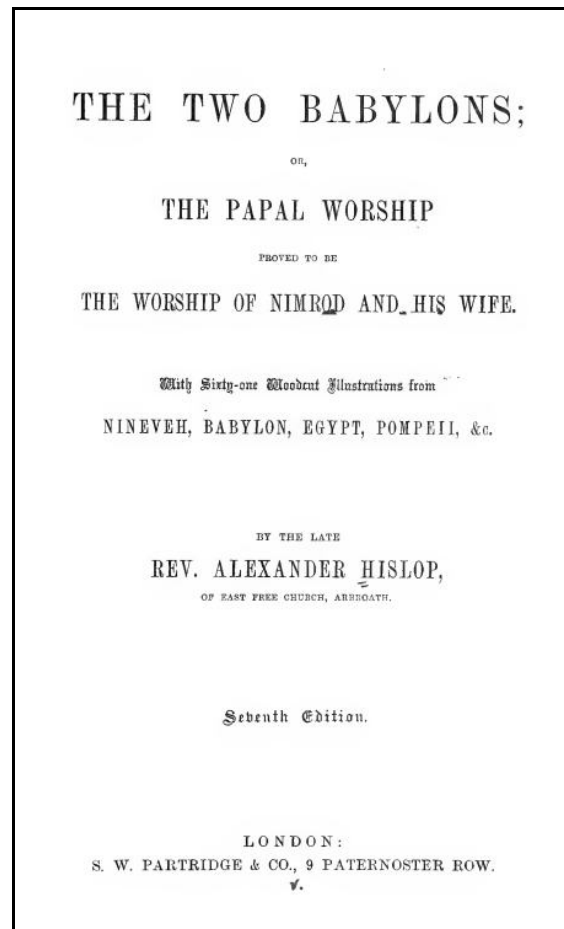 THE TWO BABYLONS;
OR,
THE PAPAL WORSHIP
PROVED TO BE
THE WORSHIP OF NIMROD AND HIS WIFE.
With Sixty-one Woodcut Illustrations from
NINEVEH, BABYLON, EGYPT, POMPEII, &c.
BY THE LATE
REV. ALEXANDER HISLOP,
OF EAST FREE CHURCH, ARBROATH.
Seventh Edition.
LONDON:
S. W. PARTRIDGE & CO., 9 PATERNOSTER ROW.